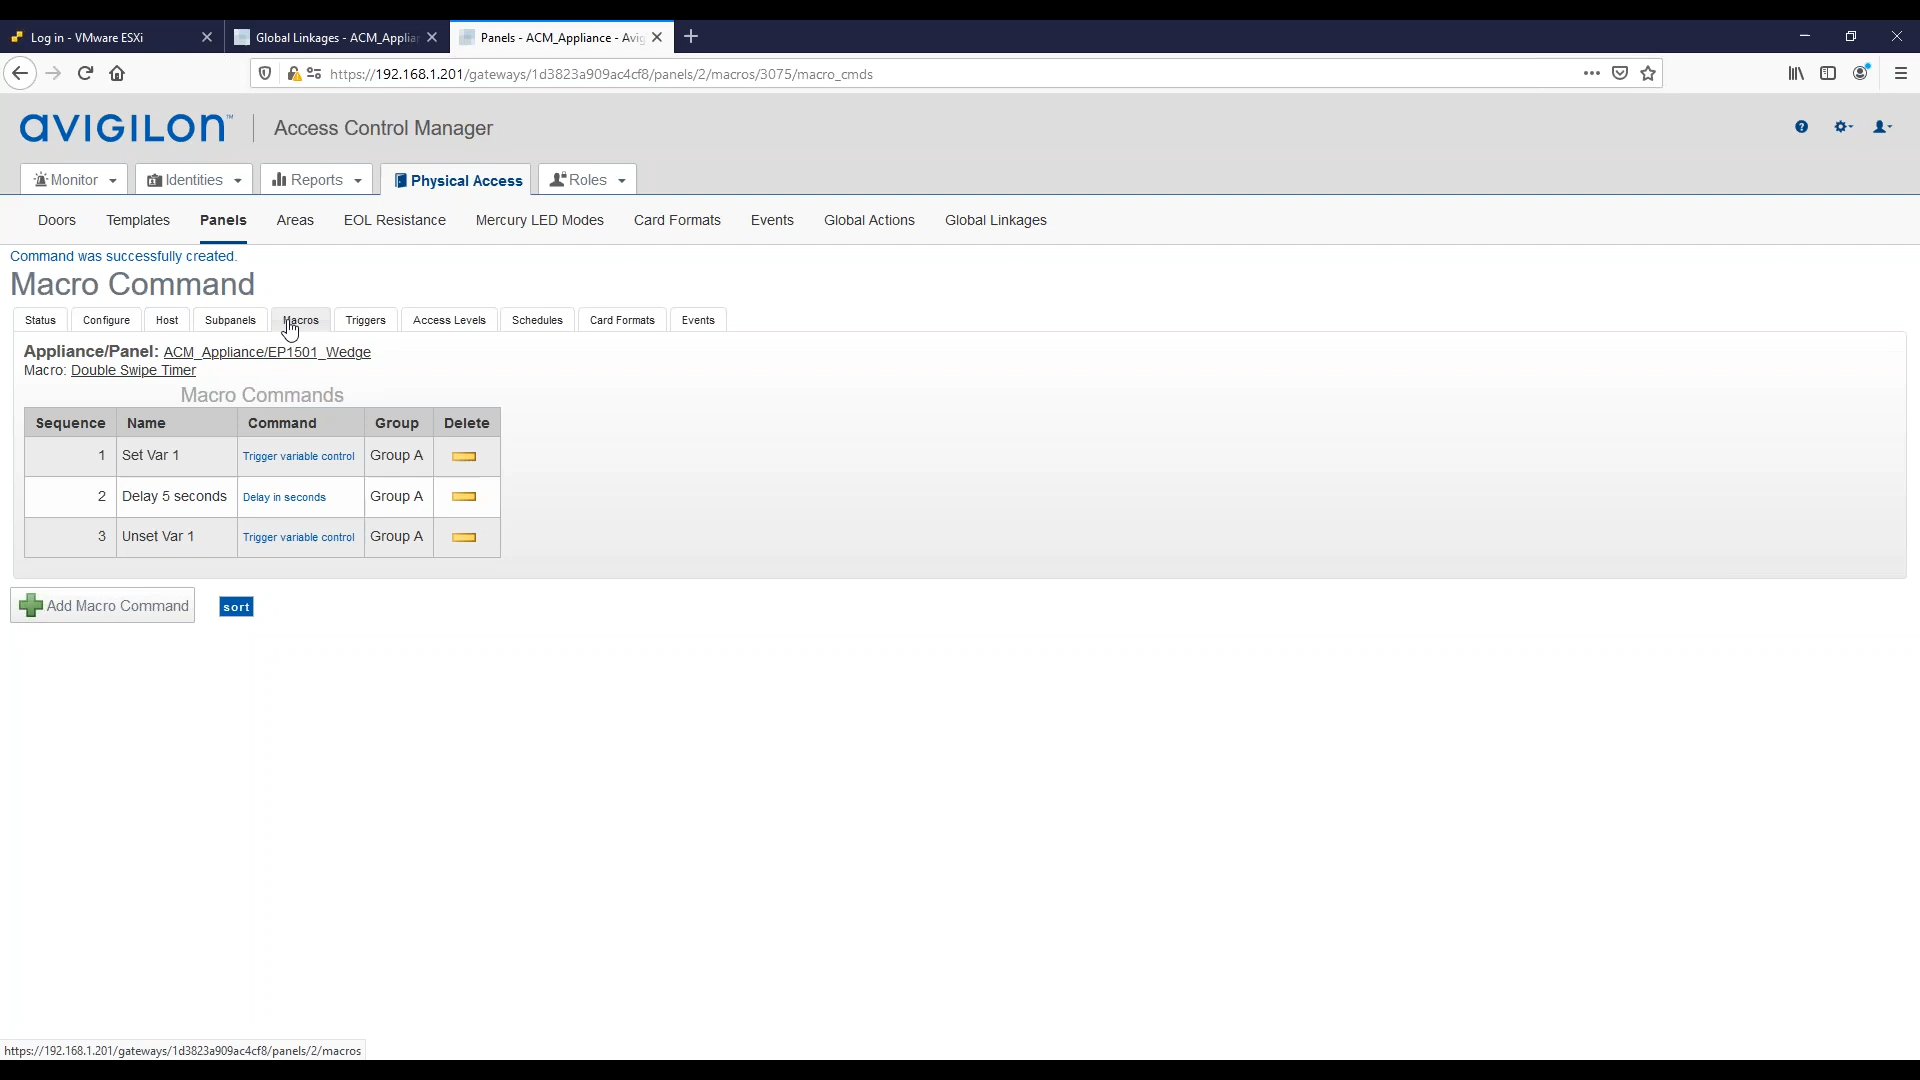 Log in - VMware ESXi
Global Linkages - ACM_Applian
Panels - ACM_Appliance - Avig
https://192.168.1.201/gateways/1d3823a909ac4cf8/panels/2/macros/3075/macro_cmds
AVIGILON™ Access Control Manager
Monitor Identities Reports Physical Access Roles
Doors Templates Panels Areas EOL Resistance Mercury LED Modes Card Formats Events Global Actions Global Linkages
Command was successfully created.
Macro Command
Status Configure Host Subpanels Macros Triggers Access Levels Schedules Card Formats Events
Appliance/Panel: ACM_Appliance/EP1501_Wedge
Macro: Double Swipe Timer
Macro Commands
Sequence Name Command Group Delete
1 Set Var 1 Trigger variable control Group A
2 Delay 5 seconds Delay in seconds Group A
3 Unset Var 1 Trigger variable control Group A
Add Macro Command sort
https://192.168.1.201/gateways/1d3823a909ac4cf8/panels/2/macros